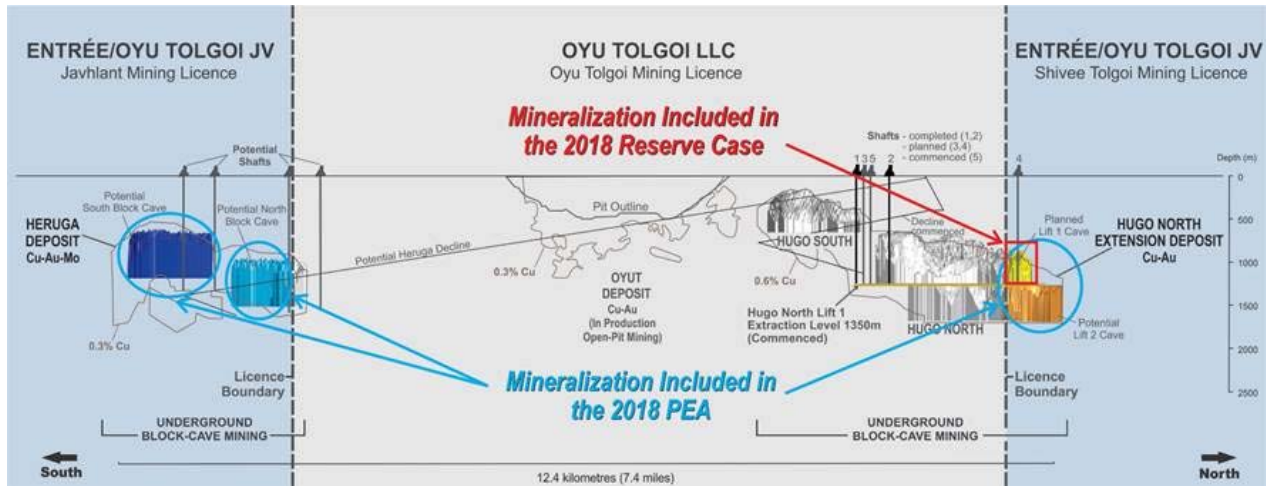 ENTRÉE/OYU TOLGOI JV
Javhlant Mining Licence
OYU TOLGOI LLC
Oyu Tolgoi Mining Licence
ENTRÉE/OYU TOLGOI JV
Shivee Tolgoi Mining Licence
Mineralization Included in
the 2018 Reserve Case
Shafts - completed (1,2)
- planned (3,4)
- commenced (5)
Potential
Shafts
1 3 5 2
4
Depth (m)
0
500
1000
1500
2000
2500
Potential
South Block Cave
Potential North
Block Cave
HERUGA
DEPOSIT
Cu-Au-Mo
0.3% Cu
Potential Heruga Decline
Pit Outline
0.3% Cu
OYUT
DEPOSIT
Cu-Au
(In Production
Open-Pit Mining)
HUGO SOUTH
Decline
commenced
0.6% Cu
Hugo North Lift 1
Extraction Level 1350m
(Commenced)
HUGO NORTH
Planned
Lift 1 Cave
HUGO NORTH
EXTENSION DEPOSIT
Cu-Au
Potential
Lift 2 Cave
Mineralization Included in
the 2018 PEA
Licence
Boundary
Licence
Boundary
UNDERGROUND
BLOCK-CAVE MINING
UNDERGROUND
BLOCK-CAVE MINING
South
12.4 kilometres (7.4 miles)
North